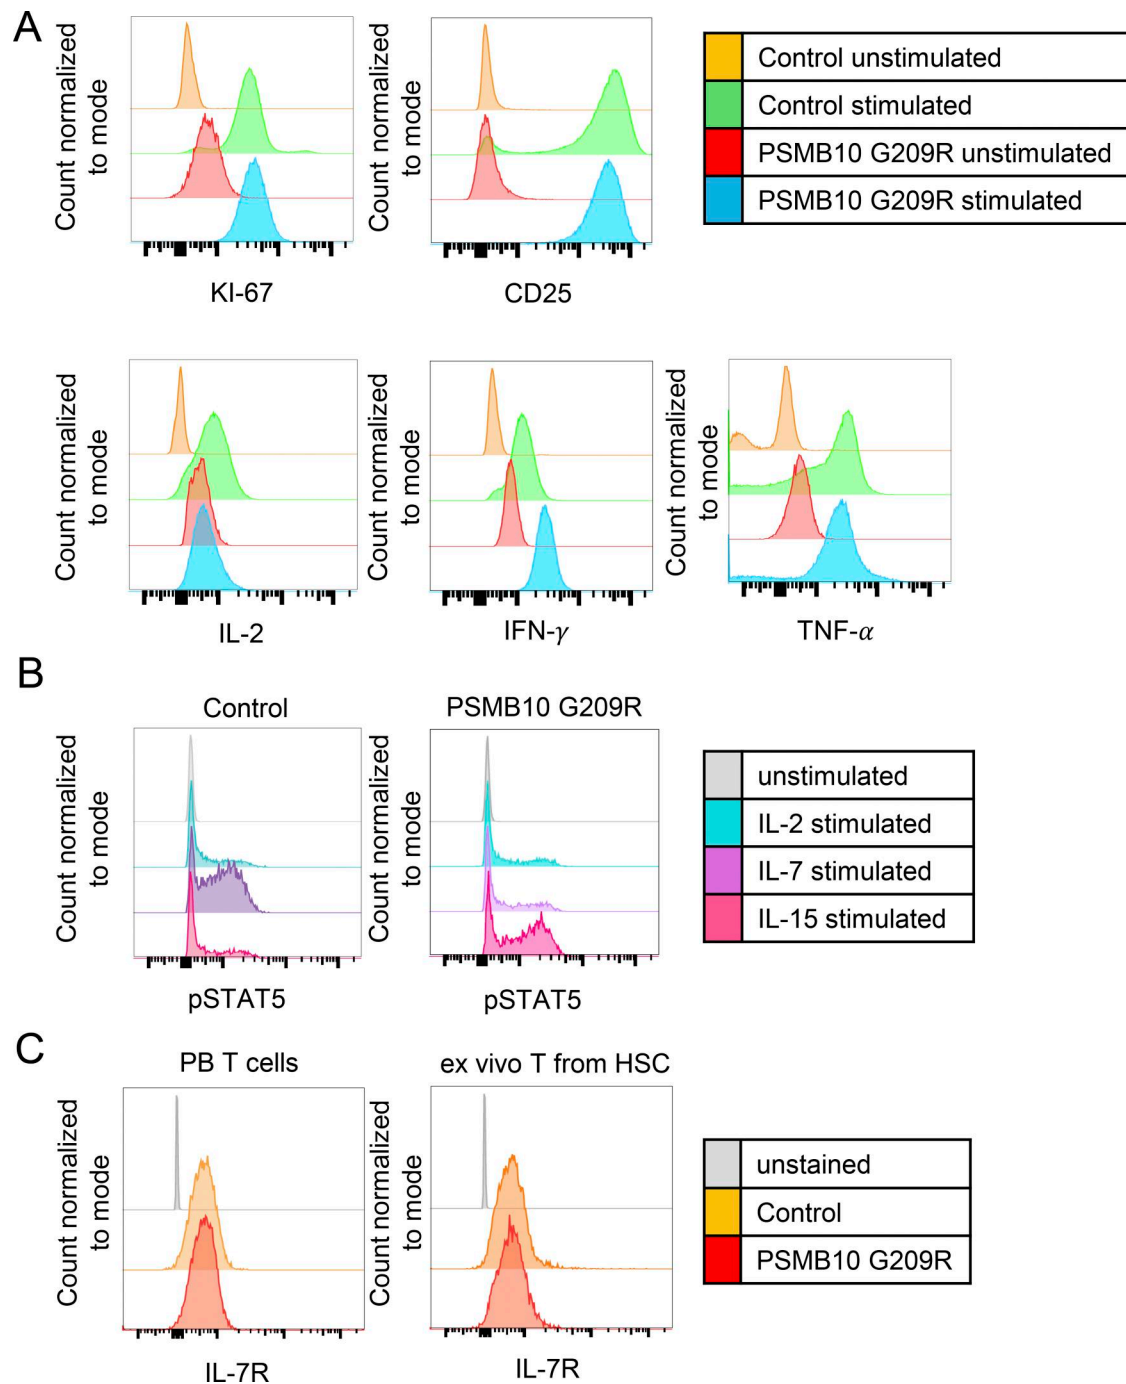 A
Count normalized
to mode
KI-67
Count normalized
to mode
CD25
Control unstimulated
Control stimulated
PSMB10 G209R unstimulated
PSMB10 G209R stimulated
Count normalized
to mode
IL-2
Count normalized
to mode
IFN-γ
Count normalized
to mode
TNF-α
B
Control
Count normalized
to mode
pSTAT5
PSMB10 G209R
Count normalized
to mode
pSTAT5
unstimulated
IL-2 stimulated
IL-7 stimulated
IL-15 stimulated
C
PB T cells
Count normalized
to mode
IL-7R
ex vivo T from HSC
Count normalized
to mode
IL-7R
unstained
Control
PSMB10 G209R